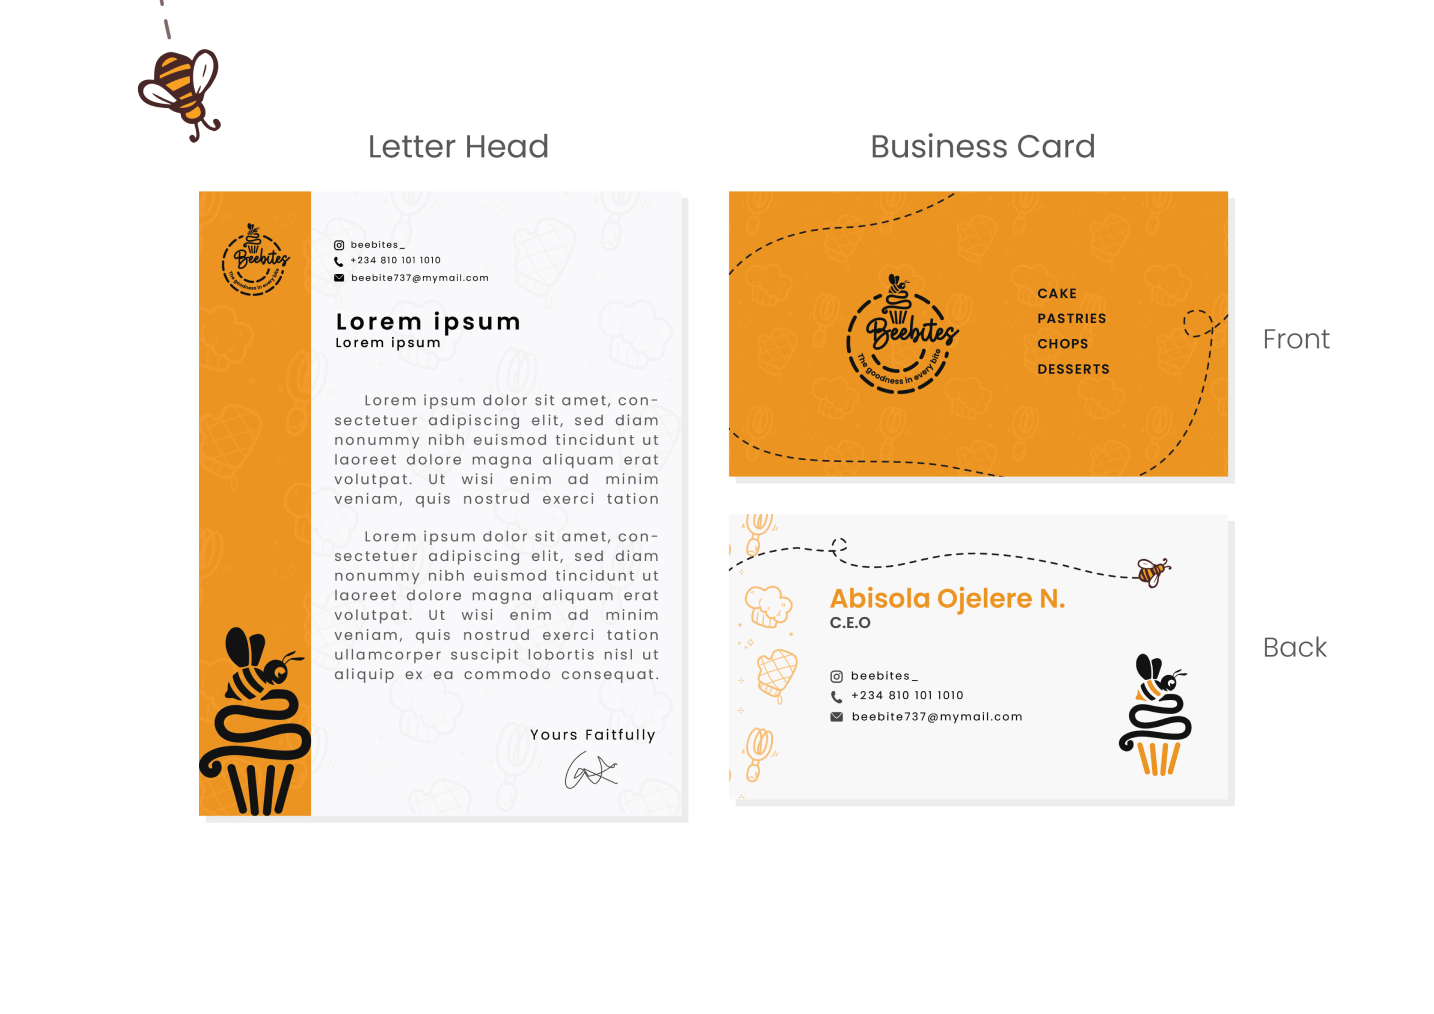 Letter Head
Beebites
The goodness in every bite
beebites_
+234 810 101 1010
beebite737@mymail.com
Lorem ipsum
Lorem ipsum
Lorem ipsum dolor sit amet, con-
sectetuer adipiscing elit, sed diam
nonummy nibh euismod tincidunt ut
laoreet dolore magna aliquam erat
volutpat. Ut wisi enim ad minim
veniam, quis nostrud exerci tation
Lorem ipsum dolor sit amet, con-
sectetuer adipiscing elit, sed diam
nonummy nibh euismod tincidunt ut
laoreet dolore magna aliquam erat
volutpat. Ut wisi enim ad minim
veniam, quis nostrud exerci tation
ullamcorper suscipit lobortis nisl ut
aliquip ex ea commodo consequat.
Yours Faitfully
Business Card
Beebites
The goodness in every bite
CAKE
PASTRIES
CHOPS
DESSERTS
Front
Abisola Ojelere N.
C.E.O
beebites_
+234 810 101 1010
beebite737@mymail.com
Back